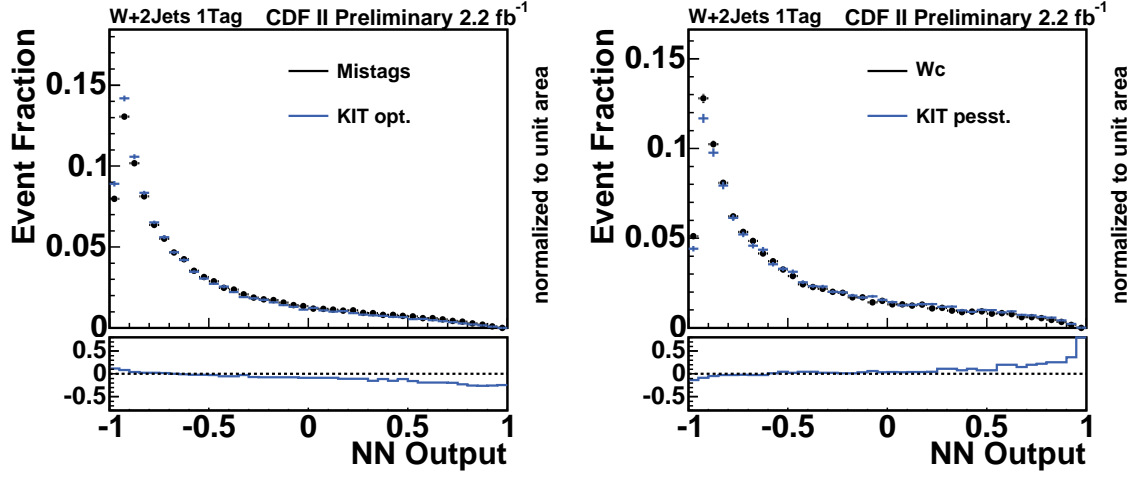 W+2Jets 1Tag CDF II Preliminary 2.2 fb-1
Event Fraction
normalized to unit area
Mistags
KIT opt.
0.15
0.1
0.05
0
0.5
0
-0.5
-1 -0.5 0 0.5 1
NN Output
W+2Jets 1Tag CDF II Preliminary 2.2 fb-1
Event Fraction
normalized to unit area
Wc
KIT pesst.
0.15
0.1
0.05
0
0.5
0
-0.5
-1 -0.5 0 0.5 1
NN Output